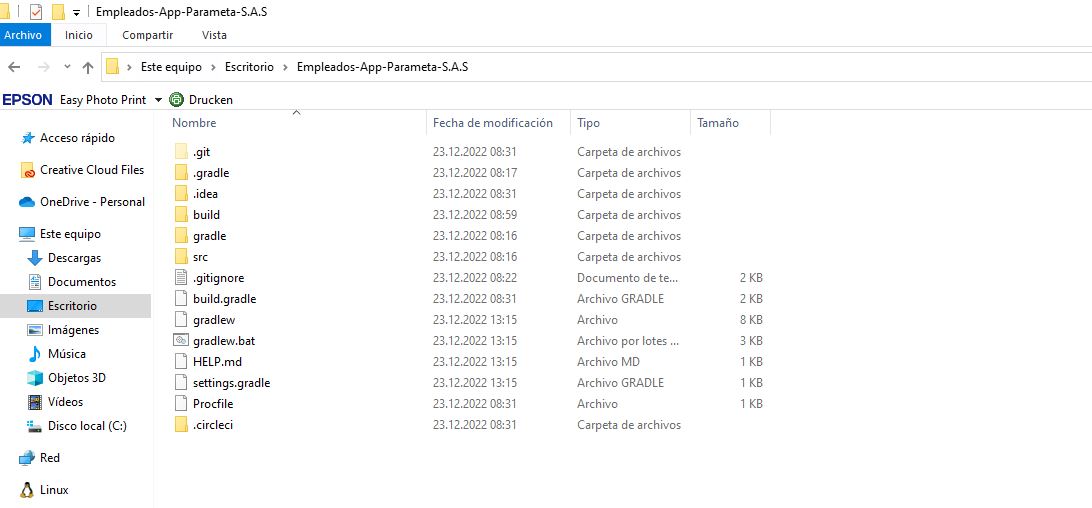 Empleados-App-Parameta-S.A.S
Archivo Inicio Compartir Vista
Este equipo Escritorio Empleados-App-Parameta-S.A.S
EPSON Easy Photo Print Drucken
Nombre Fecha de modificación Tipo Tamaño
Acceso rápido
Creative Cloud Files
OneDrive - Personal
Este equipo
Descargas
Documentos
Escritorio
Imágenes
Música
Objetos 3D
Vídeos
Disco local (C:)
Red
Linux
.git 23.12.2022 08:31 Carpeta de archivos
.gradle 23.12.2022 08:17 Carpeta de archivos
.idea 23.12.2022 08:31 Carpeta de archivos
build 23.12.2022 08:59 Carpeta de archivos
gradle 23.12.2022 08:16 Carpeta de archivos
src 23.12.2022 08:16 Carpeta de archivos
.gitignore 23.12.2022 08:22 Documento de te... 2 KB
build.gradle 23.12.2022 08:31 Archivo GRADLE 2 KB
gradlew 23.12.2022 13:15 Archivo 8 KB
gradlew.bat 23.12.2022 13:15 Archivo por lotes ... 3 KB
HELP.md 23.12.2022 13:15 Archivo MD 1 KB
settings.gradle 23.12.2022 13:15 Archivo GRADLE 1 KB
Procfile 23.12.2022 08:31 Archivo 1 KB
.circleci 23.12.2022 08:31 Carpeta de archivos